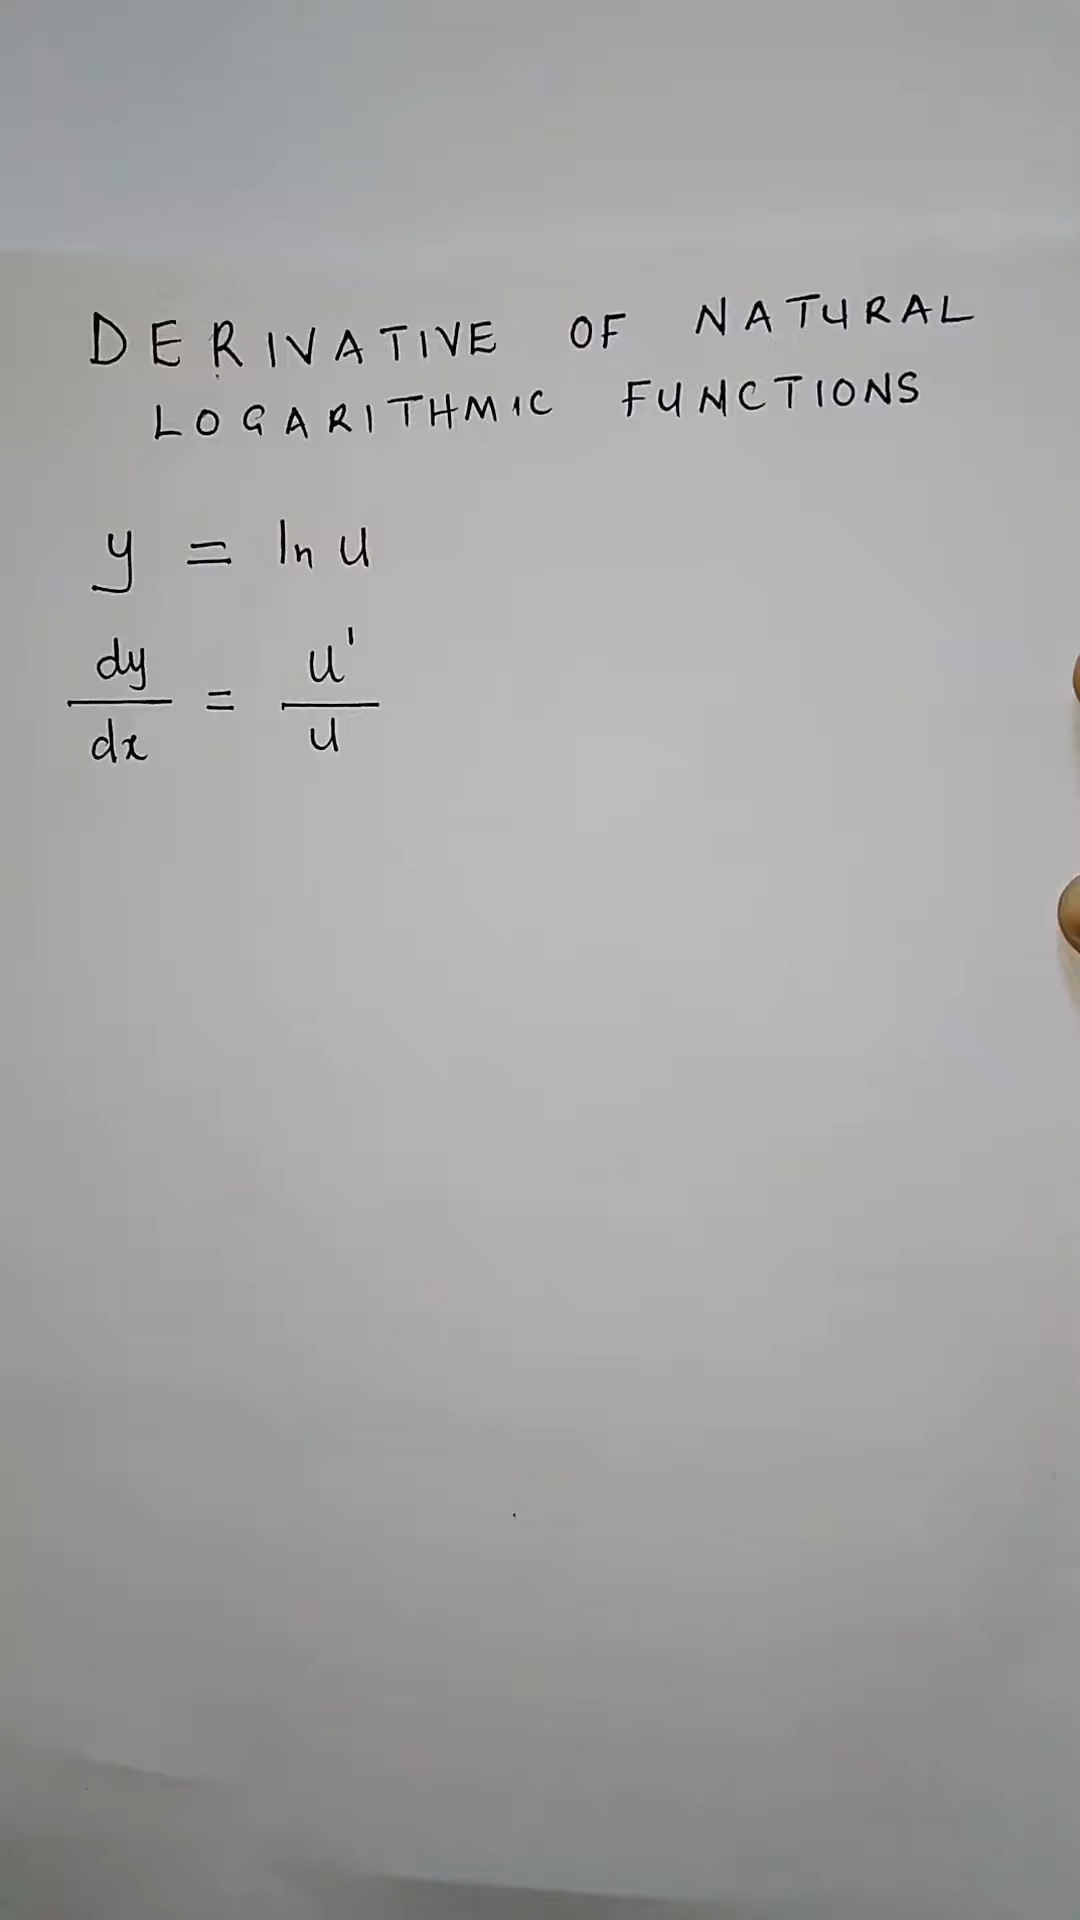 DERIVATIVE OF NATURAL
LOGARITHMIC FUNCTIONS
y = ln u
dy/dx = u'/u